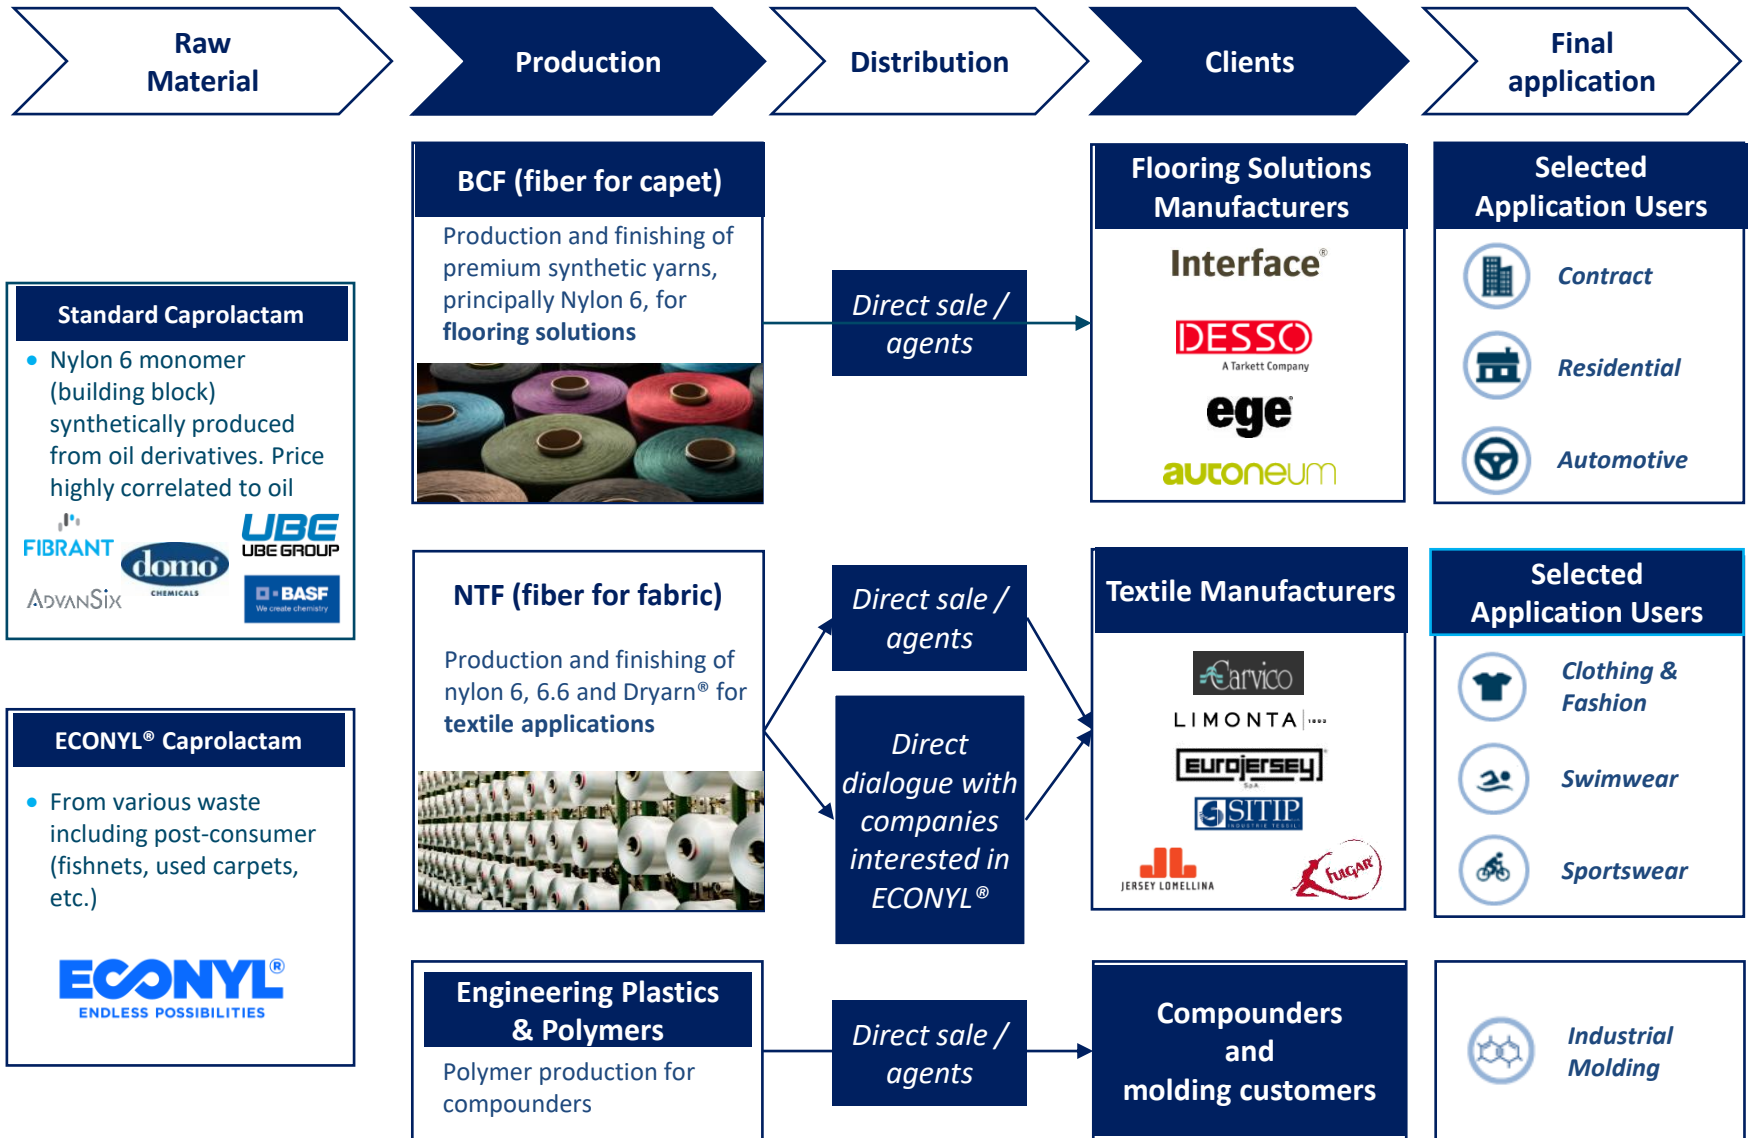 Raw
Material
Production
Distribution
Clients
Final
application
Standard Caprolactam
• Nylon 6 monomer
(building block)
synthetically produced
from oil derivatives. Price
highly correlated to oil
FIBRANT
domo
CHEMICALS
UBE
UBE GROUP
ADVANSIX
BASF
We create chemistry
ECONYL® Caprolactam
• From various waste
including post-consumer
(fishnets, used carpets,
etc.)
ECONYL®
ENDLESS POSSIBILITIES
BCF (fiber for capet)
Production and finishing of
premium synthetic yarns,
principally Nylon 6, for
flooring solutions
Direct sale /
agents
Flooring Solutions
Manufacturers
Interface®
DESSO
A Tarkett Company
ege
autoneum
Selected
Application Users
Contract
Residential
Automotive
NTF (fiber for fabric)
Production and finishing of
nylon 6, 6.6 and Dryarn® for
textile applications
Direct sale /
agents
Direct
dialogue with
companies
interested in
ECONYL®
Textile Manufacturers
Carvico
LIMONTA 1893
eurojersey
S.p.A.
SITIP
INDUSTRIE TESSILI
JERSEY LOMELLINA
FULGAR
Selected
Application Users
Clothing &
Fashion
Swimwear
Sportswear
Engineering Plastics
& Polymers
Polymer production for
compounders
Direct sale /
agents
Compounders
and
molding customers
Industrial
Molding